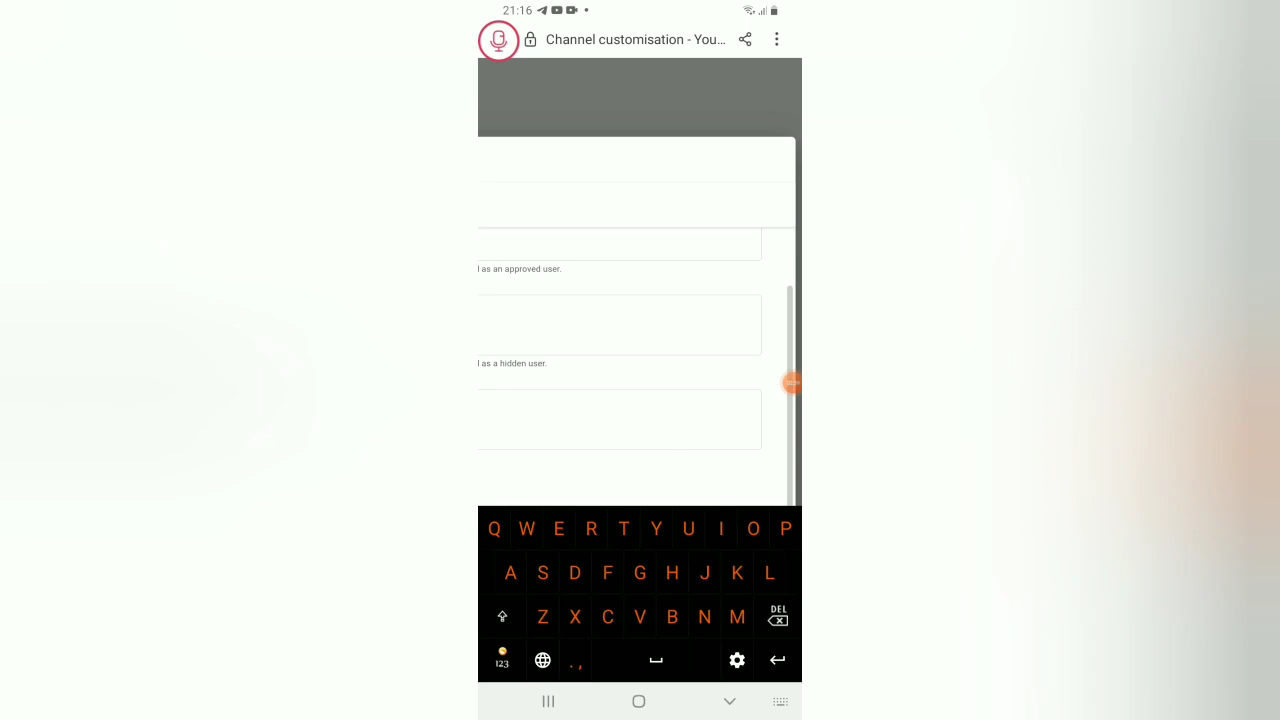 21:16
Channel customisation - You...
l as an approved user.
l as a hidden user.
Q W E R T Y U I O P
A S D F G H J K L
Z X C V B N M DEL
123 . ,